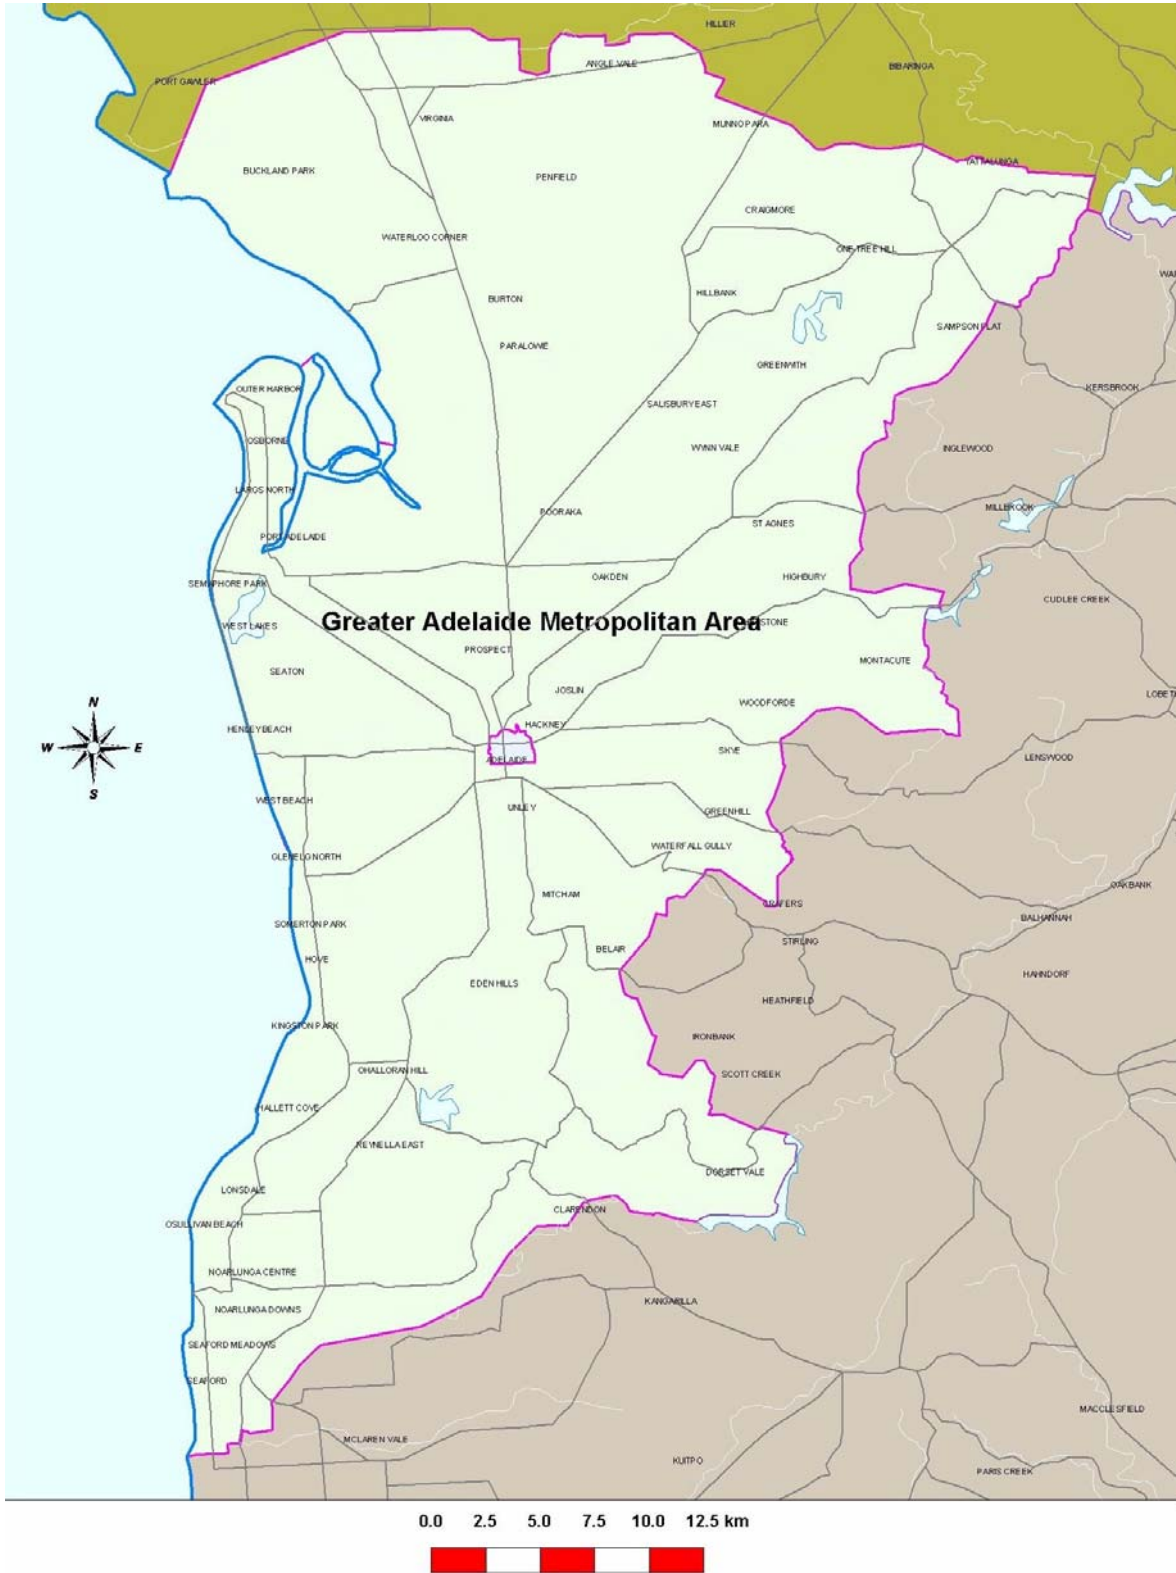 HILLIER
ANGLE VALE
BIBARINGA
PORT GAWLER
VIRGINIA
MUNNO PARA
YATTALUNGA
BUCKLAND PARK
PENFIELD
CRAIGMORE
WATERLOO CORNER
ONE TREE HILL
HILLBANK
BURTON
SAMPSON FLAT
PARALOWIE
GREENWITH
OUTER HARBOR
KERSBROOK
SALISBURY EAST
OSBORNE
WYNN VALE
INGLEWOOD
LARGS NORTH
MILLBROOK
POORAKA
ST AGNES
PORT ADELAIDE
OAKDEN
HIGHBURY
SEMAPHORE PARK
CUDLEE CREEK
Greater Adelaide Metropolitan Area
WEST LAKES
PROSPECT
MONTACUTE
SEATON
JOSLIN
WOODFORDE
N
HACKNEY
HENLEY BEACH
W
E
SKYE
LENSWOOD
ADELAIDE
S
WEST BEACH
UNLEY
GREENHILL
WATERFALL GULLY
GLENELG NORTH
OAKBANK
MITCHAM
CRAFERS
BALHANNAH
SOMERTON PARK
STIRLING
BELAIR
HOVE
HAHNDORF
EDEN HILLS
HEATHFIELD
KINGSTON PARK
IRONBANK
OHALLORAN HILL
SCOTT CREEK
HALLETT COVE
REYNELLA EAST
DORSET VALE
LONSDALE
CLARENDON
OSULLIVAN BEACH
NOARLUNGA CENTRE
KANGARILLA
NOARLUNGA DOWNS
SEAFORD MEADOWS
SEAFORD
MACCLESFIELD
MCLAREN VALE
KUITPO
PARIS CREEK
0.0 2.5 5.0 7.5 10.0 12.5 km